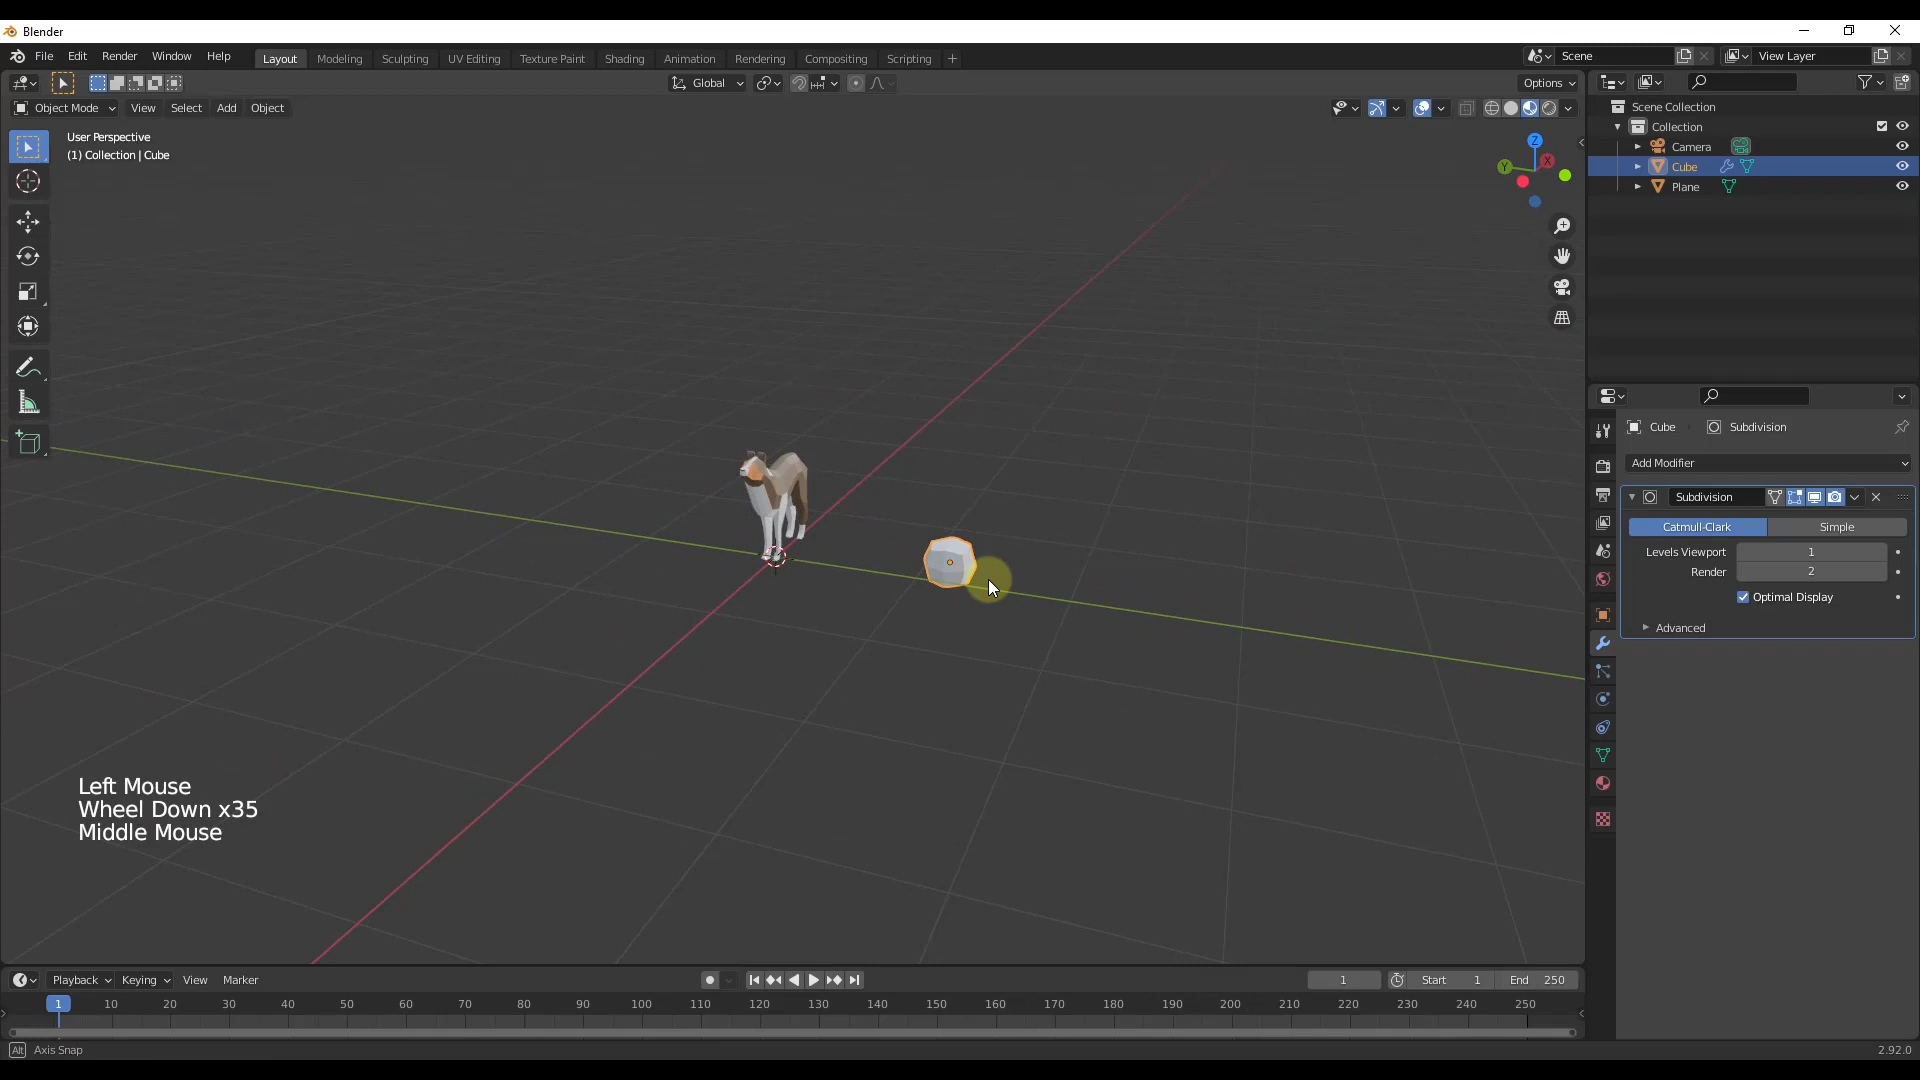 Blender
File Edit Render Window Help Layout Modeling Sculpting UV Editing Texture Paint Shading Animation Rendering Compositing Scripting + Scene View Layer
Global Options
Object Mode View Select Add Object
User Perspective
(1) Collection | Cube
Z
Y
X
Scene Collection
Collection
Camera
Cube
Plane
Cube Subdivision
Add Modifier
Subdivision
Catmull-Clark Simple
Levels Viewport 1
Render 2
Optimal Display
Advanced
Left Mouse
Wheel Down x35
Middle Mouse
Playback Keying View Marker 1 Start 1 End 250
1 10 20 30 40 50 60 70 80 90 100 110 120 130 140 150 160 170 180 190 200 210 220 230 240 250
Alt Axis Snap 2.92.0